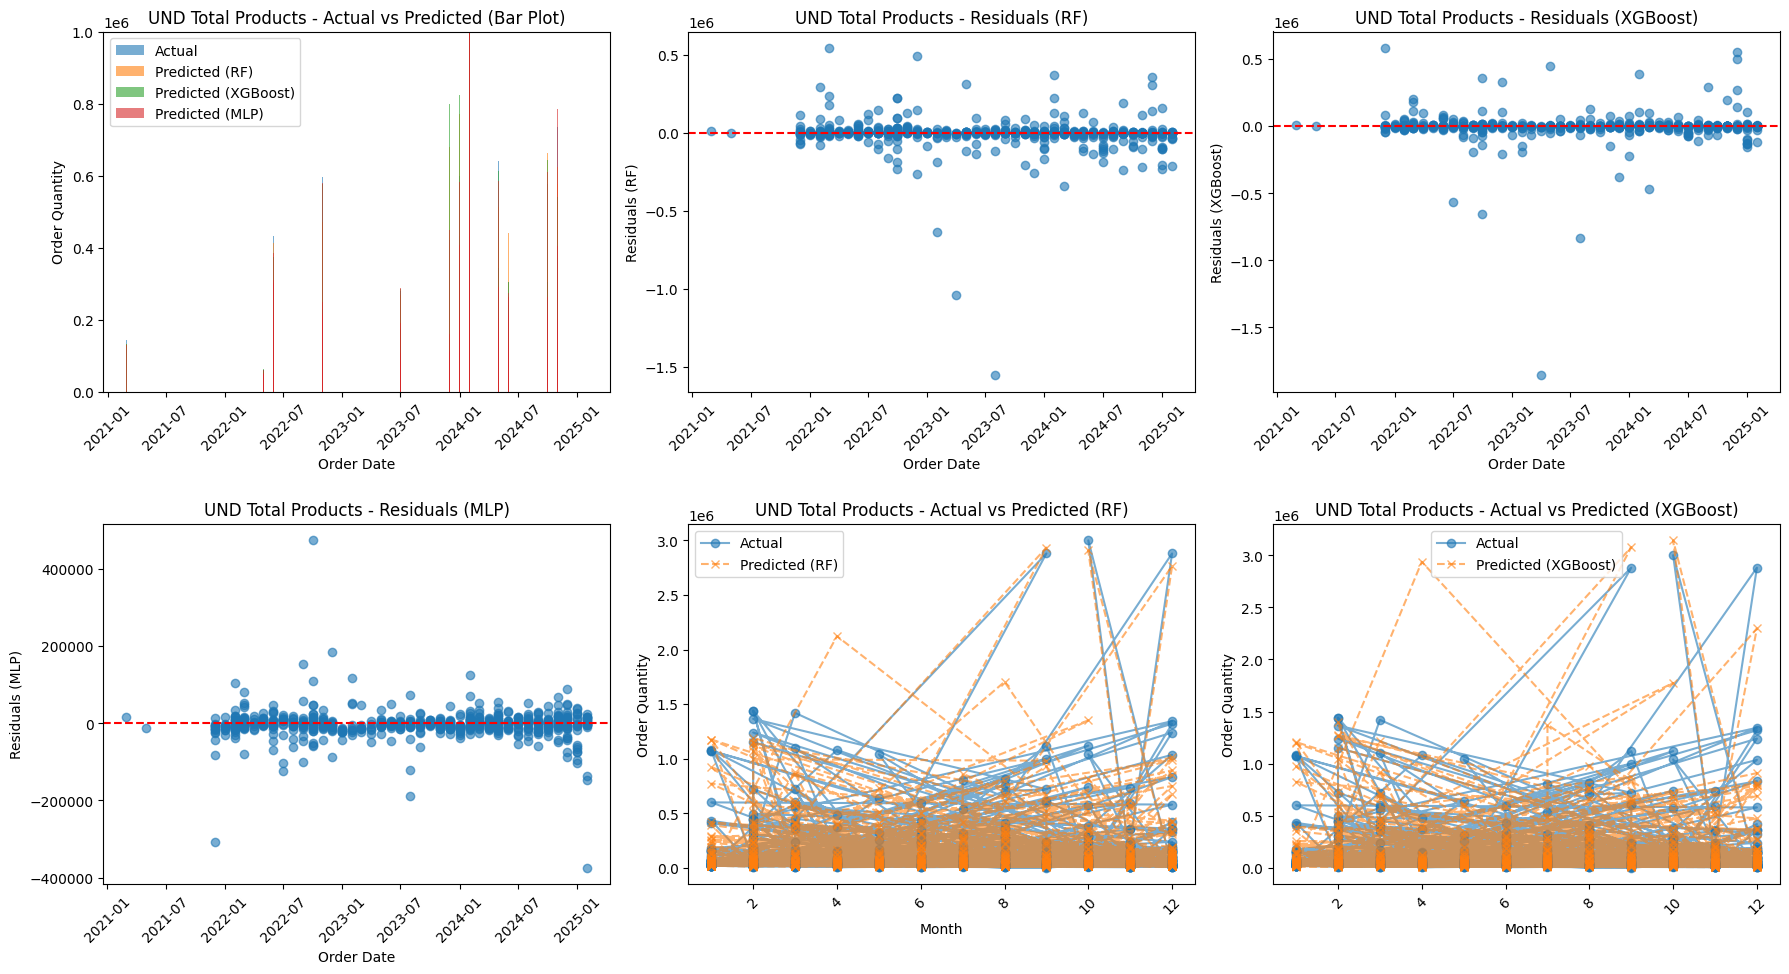 UND Total Products - Actual vs Predicted (Bar Plot)
1e6
Actual
Predicted (RF)
Predicted (XGBoost)
Predicted (MLP)
Order Quantity
1.0
0.8
0.6
0.4
0.2
0.0
2021-01
2021-07
2022-01
2022-07
2023-01
2023-07
2024-01
2024-07
2025-01
Order Date
UND Total Products - Residuals (RF)
1e6
Residuals (RF)
0.5
0.0
−0.5
−1.0
−1.5
2021-01
2021-07
2022-01
2022-07
2023-01
2023-07
2024-01
2024-07
2025-01
Order Date
UND Total Products - Residuals (XGBoost)
1e6
Residuals (XGBoost)
0.5
0.0
−0.5
−1.0
−1.5
2021-01
2021-07
2022-01
2022-07
2023-01
2023-07
2024-01
2024-07
2025-01
Order Date
UND Total Products - Residuals (MLP)
Residuals (MLP)
400000
200000
0
−200000
−400000
2021-01
2021-07
2022-01
2022-07
2023-01
2023-07
2024-01
2024-07
2025-01
Order Date
UND Total Products - Actual vs Predicted (RF)
1e6
Actual
Predicted (RF)
Order Quantity
3.0
2.5
2.0
1.5
1.0
0.5
0.0
2
4
6
8
10
12
Month
UND Total Products - Actual vs Predicted (XGBoost)
1e6
Actual
Predicted (XGBoost)
Order Quantity
3.0
2.5
2.0
1.5
1.0
0.5
0.0
2
4
6
8
10
12
Month